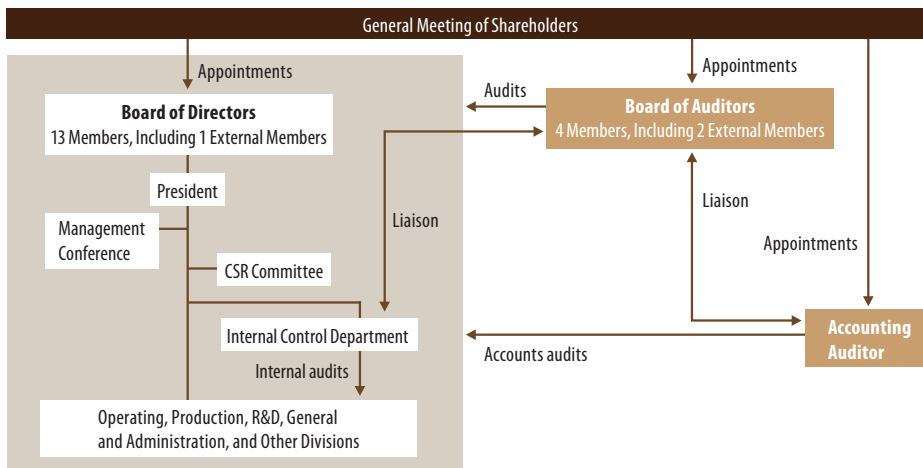 General Meeting of Shareholders
Appointments
Appointments
Audits
Board of Directors
13 Members, Including 1 External Members
Board of Auditors
4 Members, Including 2 External Members
President
Liaison
Liaison
Management
Conference
Appointments
CSR Committee
Internal Control Department
Accounting
Auditor
Accounts audits
Internal audits
Operating, Production, R&D, General
and Administration, and Other Divisions